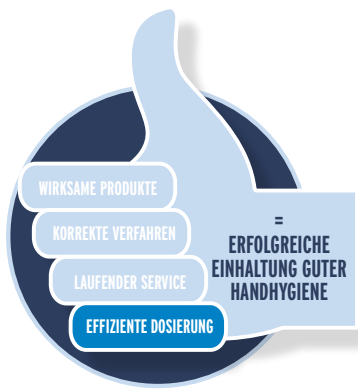 WIRKSAME PRODUKTE
KORREKTE VERFAHREN
LAUFENDER SERVICE
EFFIZIENTE DOSIERUNG
=
ERFOLGREICHE
EINHALTUNG GUTER
HANDHYGIENE